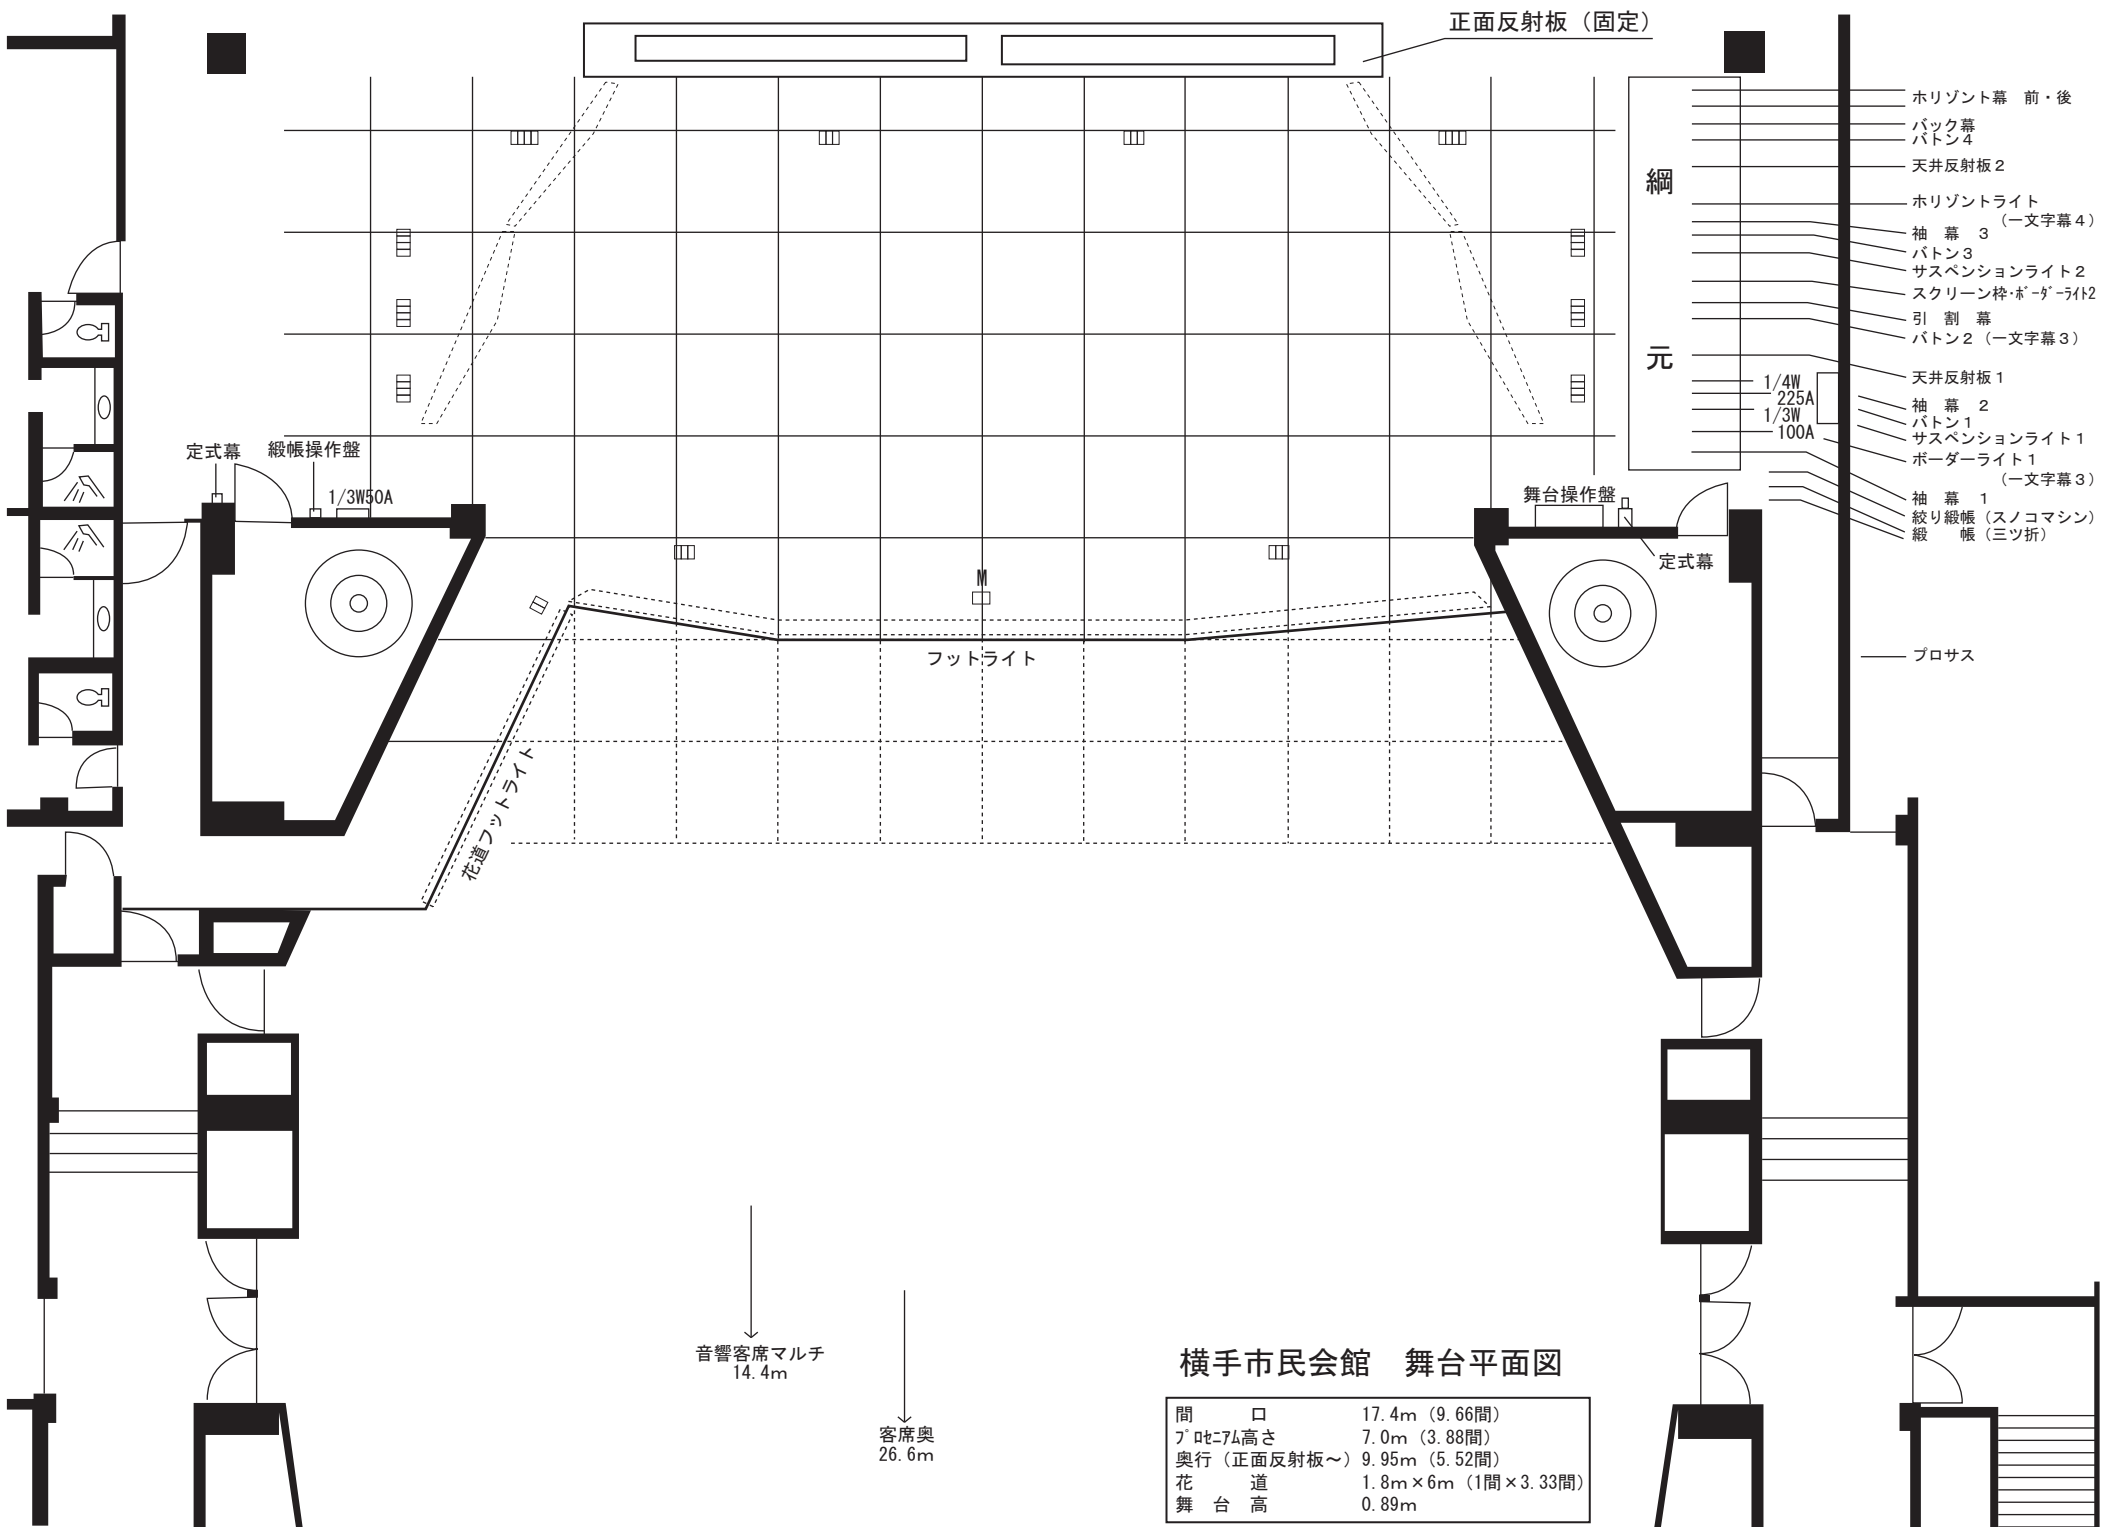 正面反射板（固定）
ホリゾント幕　前・後
バック幕
バトン４
天井反射板２
ホリゾントライト
（一文字幕４）
袖　幕　３
バトン３
サスペンションライト２
スクリーン枠･ﾎﾞｰﾀﾞｰﾗｲﾄ2
引　割　幕
バトン２（一文字幕３）
天井反射板１
袖　幕　２
バトン１
サスペンションライト１
ボーダーライト１
（一文字幕３）
袖　幕　１
絞り緞帳（スノコマシン）
緞　　帳（三ツ折）
綱
元
1/4W
225A
1/3W
100A
定式幕
緞帳操作盤
1/3W50A
舞台操作盤
定式幕
M
フットライト
花道フットライト
プロサス
音響客席マルチ
14.4m
客席奥
26.6m
横手市民会館　舞台平面図
間　　　口　17.4m（9.66間）
ﾌﾟﾛｾﾆｱﾑ高さ　7.0m（3.88間）
奥行（正面反射板〜）9.95m（5.52間）
花　　　道　1.8m×6m（1間×3.33間）
舞　台　高　0.89m